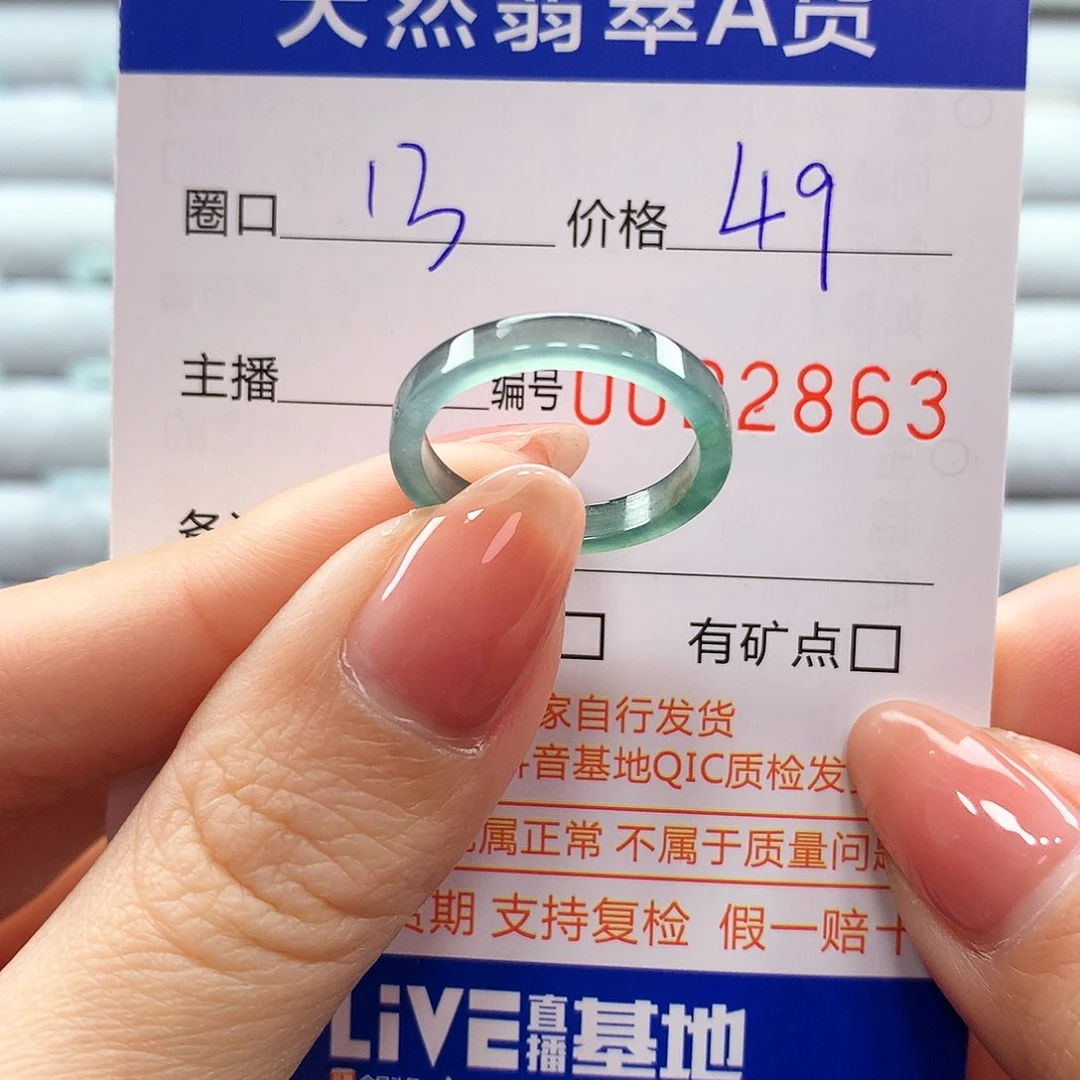 天然翡翠A货
圈口 13 价格 49
主播 编号 00 2863
有矿点
家自行发货
音基地QIC质检发
属正常 不属于质量问题
期 支持复检 假一赔十
LiVE直播基地